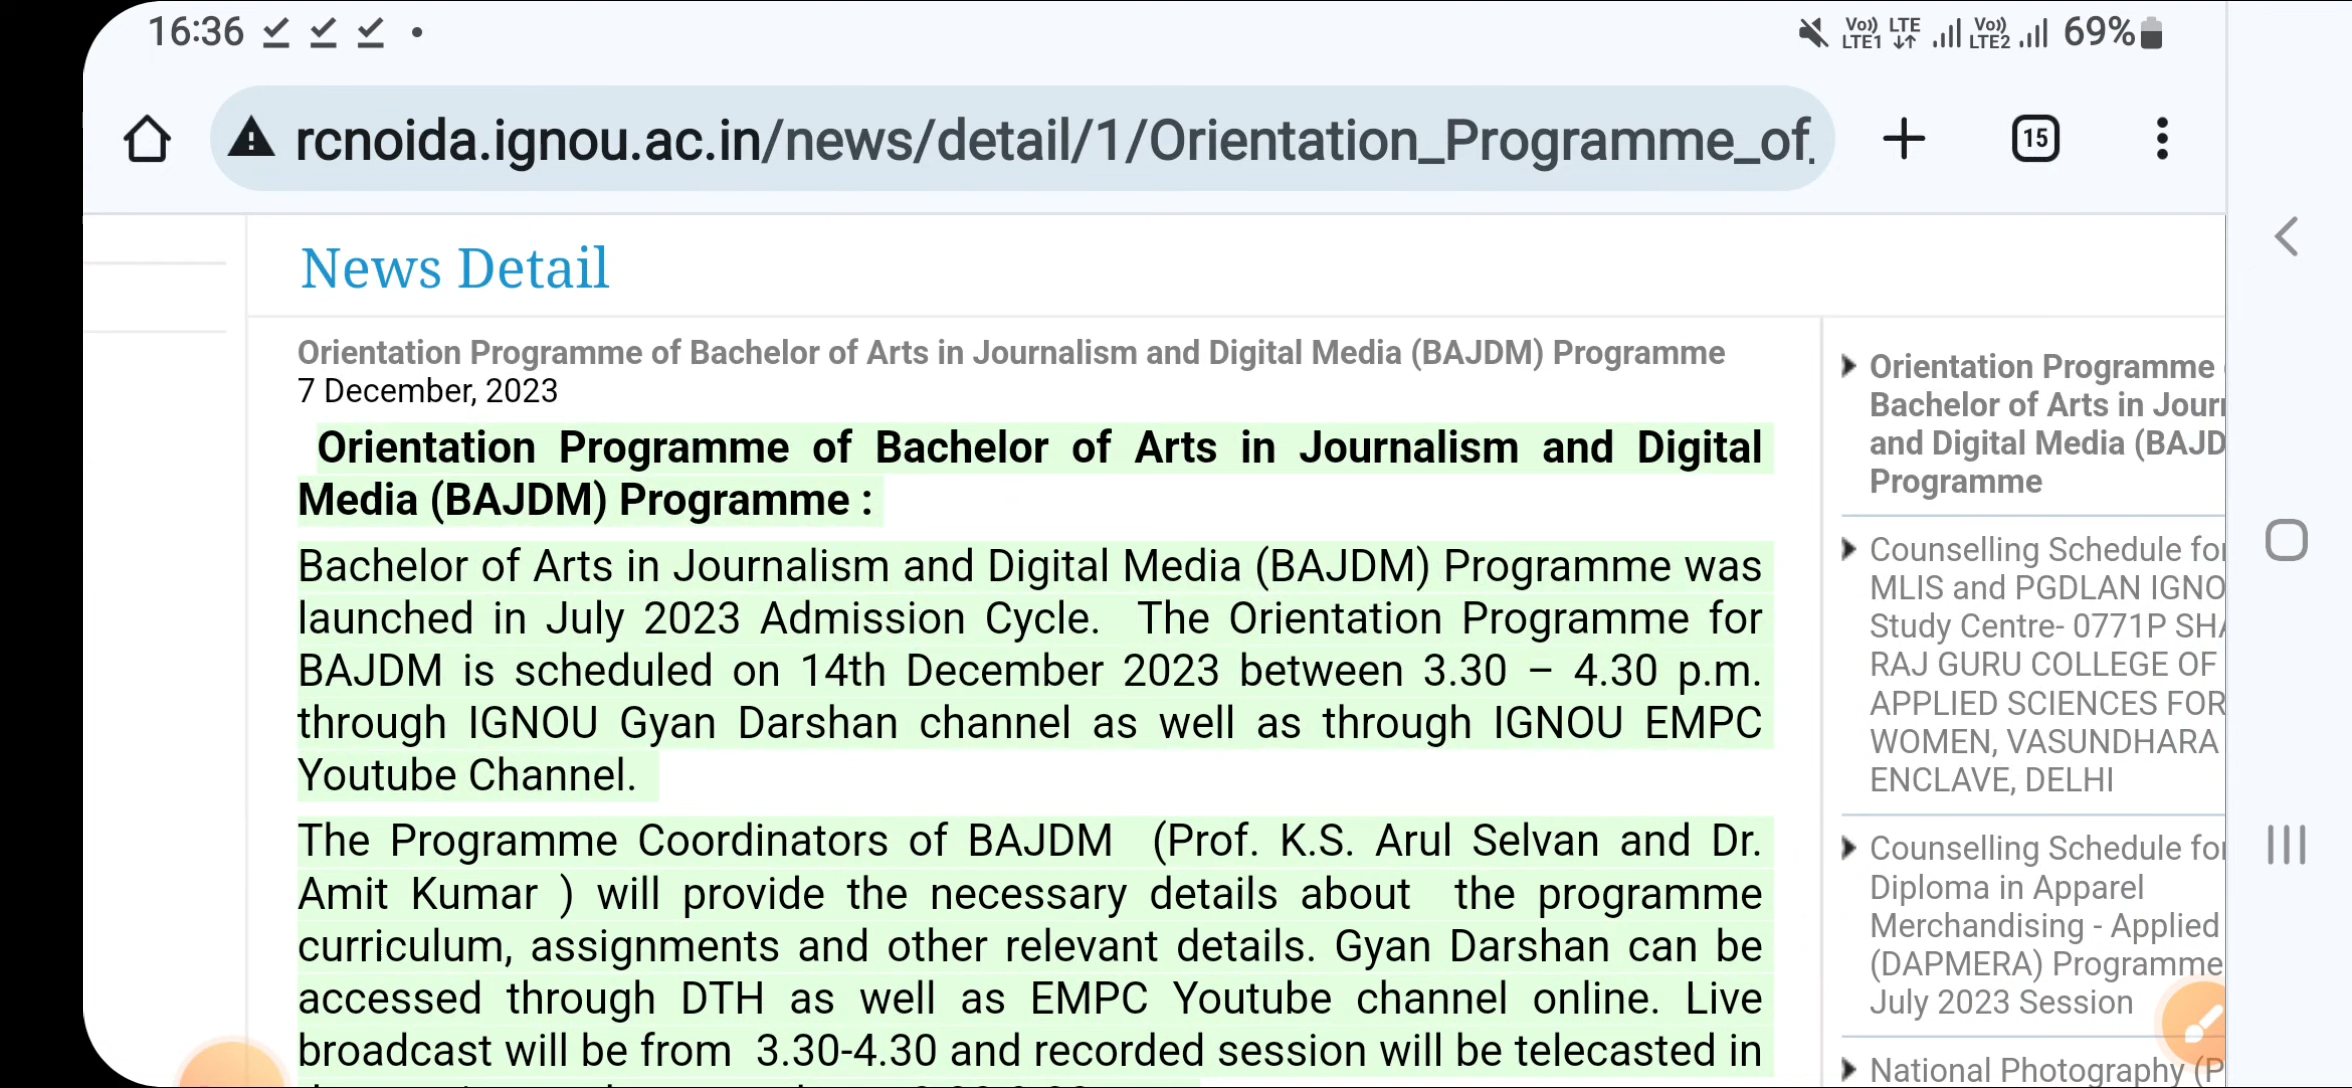 16:36
Vo)) LTE1 LTE Vo)) LTE2 69%
rcnoida.ignou.ac.in/news/detail/1/Orientation_Programme_of
15
News Detail
Orientation Programme of Bachelor of Arts in Journalism and Digital Media (BAJDM) Programme
7 December, 2023
Orientation Programme of Bachelor of Arts in Journalism and Digital
Media (BAJDM) Programme :
Bachelor of Arts in Journalism and Digital Media (BAJDM) Programme was
launched in July 2023 Admission Cycle. The Orientation Programme for
BAJDM is scheduled on 14th December 2023 between 3.30 – 4.30 p.m.
through IGNOU Gyan Darshan channel as well as through IGNOU EMPC
Youtube Channel.
The Programme Coordinators of BAJDM (Prof. K.S. Arul Selvan and Dr.
Amit Kumar ) will provide the necessary details about the programme
curriculum, assignments and other relevant details. Gyan Darshan can be
accessed through DTH as well as EMPC Youtube channel online. Live
broadcast will be from 3.30-4.30 and recorded session will be telecasted in
Orientation Programme
Bachelor of Arts in Jour
and Digital Media (BAJD
Programme
Counselling Schedule for
MLIS and PGDLAN IGNO
Study Centre- 0771P SHA
RAJ GURU COLLEGE OF
APPLIED SCIENCES FOR
WOMEN, VASUNDHARA
ENCLAVE, DELHI
Counselling Schedule for
Diploma in Apparel
Merchandising - Applied
(DAPMERA) Programme
July 2023 Session
National Photography (P